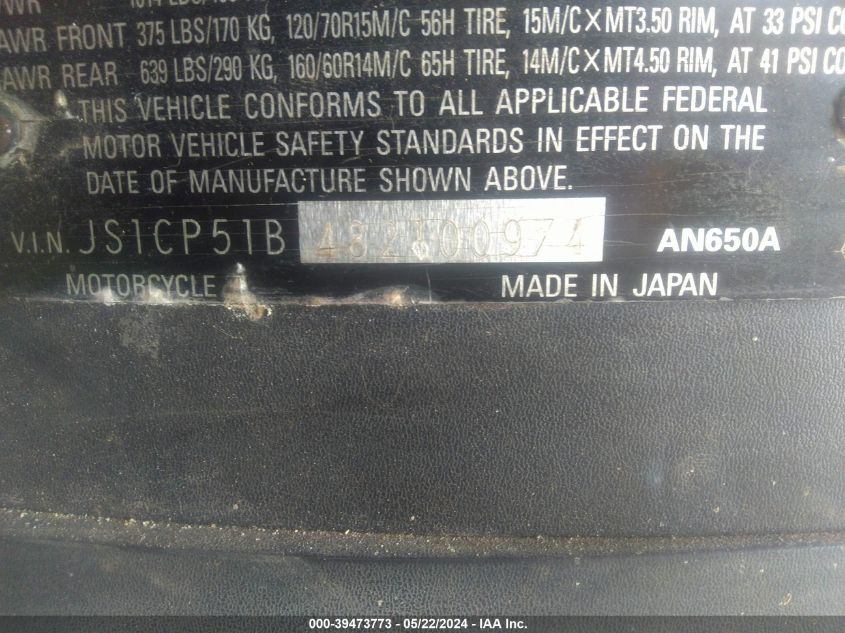 AWR FRONT 375 LBS/170 KG, 120/70R15M/C 56H TIRE, 15M/C×MT3.50 RIM, AT 33 PSI CO
AWR REAR 639 LBS/290 KG, 160/60R14M/C 65H TIRE, 14M/C×MT4.50 RIM, AT 41 PSI CO
THIS VEHICLE CONFORMS TO ALL APPLICABLE FEDERAL
MOTOR VEHICLE SAFETY STANDARDS IN EFFECT ON THE
DATE OF MANUFACTURE SHOWN ABOVE.
V.I.N. JS1CP51B 482100974 AN650A
MOTORCYCLE MADE IN JAPAN
000-39473773 - 05/22/2024 - © IAA Inc.